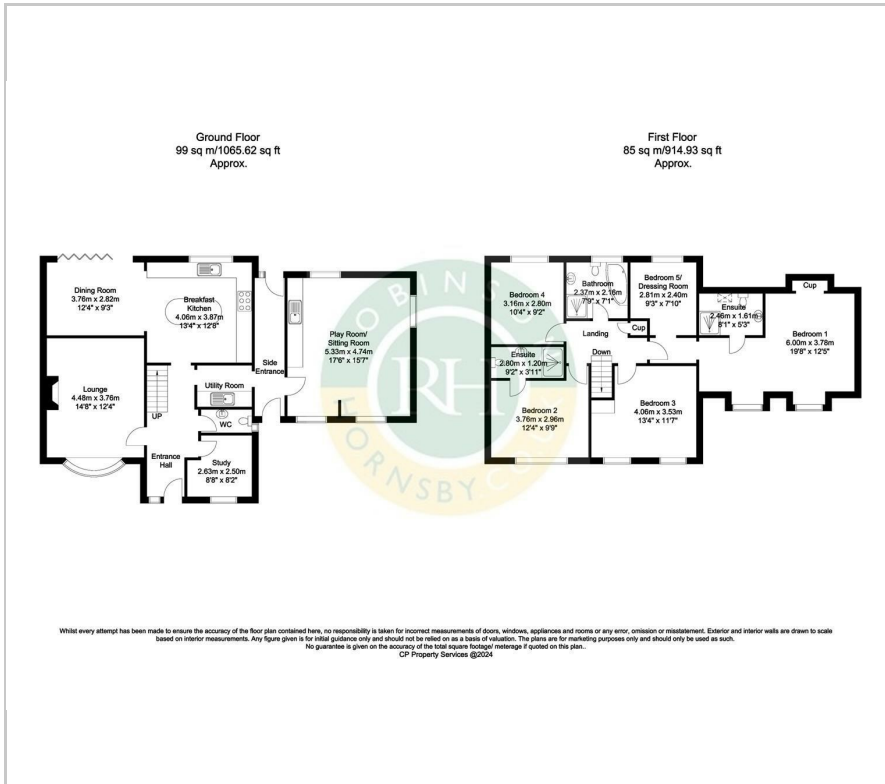 Ground Floor
99 sq m/1065.62 sq ft
Approx.
First Floor
85 sq m/914.93 sq ft
Approx.
Dining Room
3.76m x 2.82m
12'4" x 9'3"
Breakfast
Kitchen
4.06m x 3.87m
13'4" x 12'8"
Lounge
4.48m x 3.76m
14'8" x 12'4"
UP
Utility Room
WC
Entrance
Hall
Study
2.63m x 2.50m
8'8" x 8'2"
Side
Entrance
Play Room/
Sitting Room
5.33m x 4.74m
17'6" x 15'7"
Bedroom 4
3.16m x 2.80m
10'4" x 9'2"
Bathroom
2.37m x 2.16m
7'9" x 7'1"
Bedroom 5/
Dressing Room
2.81m x 2.40m
9'3" x 7'10"
Ensuite
2.46m x 1.61m
8'1" x 5'3"
Cup
Bedroom 1
6.00m x 3.78m
19'8" x 12'5"
Landing
Cup
Down
Ensuite
2.80m x 1.20m
9'2" x 3'11"
Bedroom 2
3.76m x 2.96m
12'4" x 9'9"
Bedroom 3
4.06m x 3.53m
13'4" x 11'7"
RH
HORNSBY.CO
Whilst every attempt has been made to ensure the accuracy of the floor plan contained here, no responsibility is taken for incorrect measurements of doors, windows, appliances and rooms or any error, omission or misstatement. Exterior and interior walls are drawn to scale
based on interior measurements. Any figure given is for initial guidance only and should not be relied on as a basis of valuation. The plans are for marketing purposes only and should only be used as such.
No guarantee is given on the accuracy of the total square footage/ meterage if quoted on this plan..
CP Property Services @2024